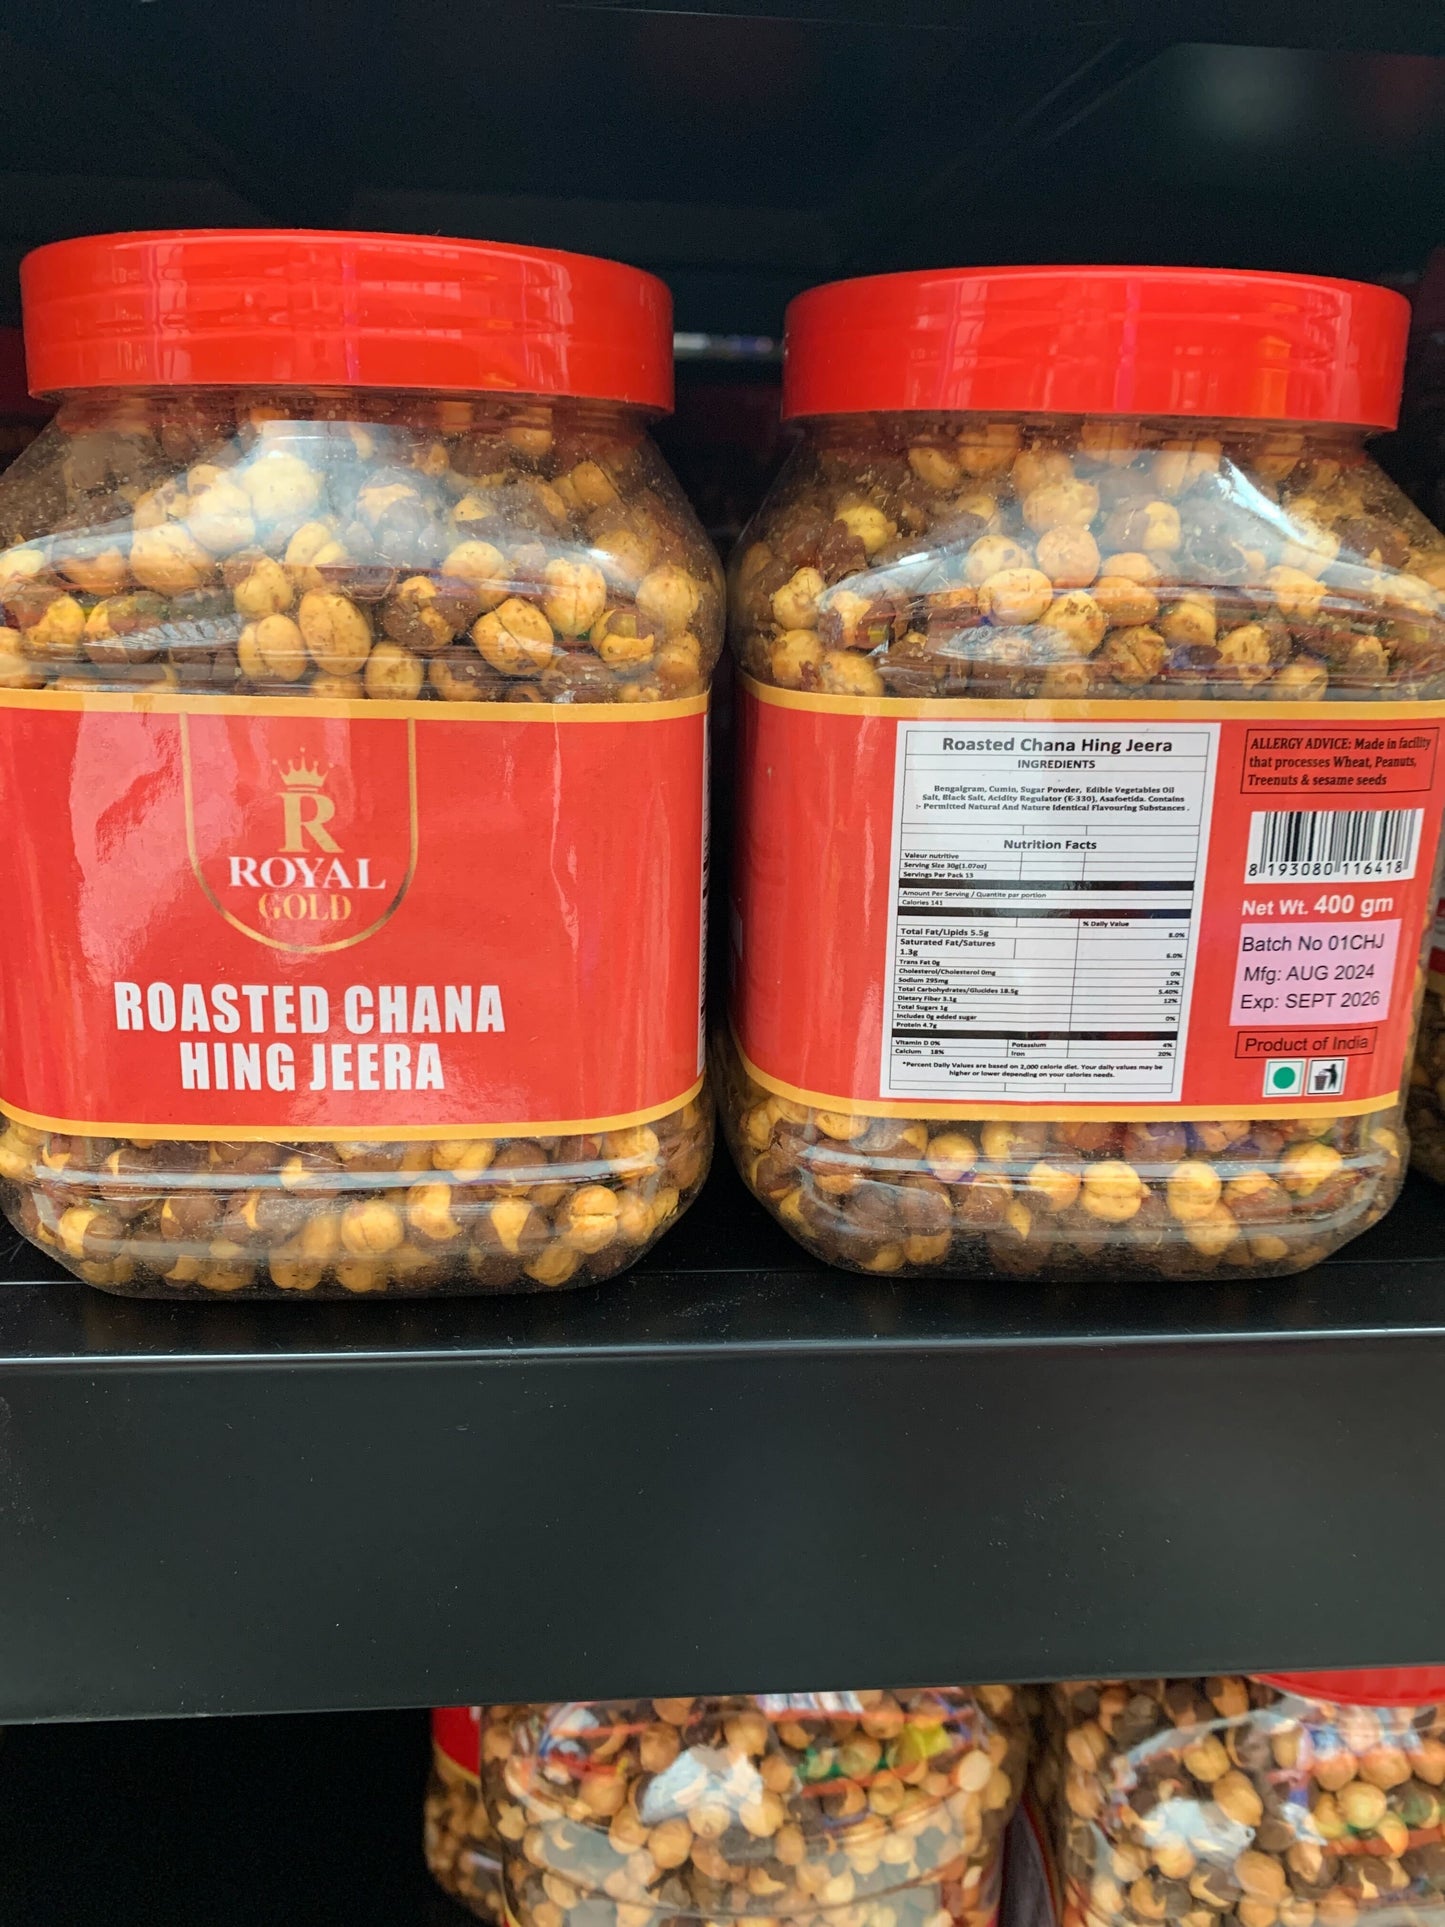 R
ROYAL
GOLD
ROASTED CHANA
HING JEERA
Roasted Chana Hing Jeera
INGREDIENTS
Bengalgram, Cumin, Sugar Powder, Edible Vegetables Oil
Salt, Black Salt, Acidity Regulator (E-330), Asafoetida. Contains
:- Permitted Natural And Nature Identical Flavouring Substances .
Nutrition Facts
Valeur nutritive
Serving Size 30g(1.07oz)
Servings Per Pack 13
Amount Per Serving / Quantite par portion
Calories 141
% Daily Value
Total Fat/Lipids 5.5g 8.0%
Saturated Fat/Satures
1.3g 6.0%
Trans Fat 0g
Cholesterol/Cholesterol 0mg 0%
Sodium 295mg 12%
Total Carbohydrates/Glucides 18.5g 5.40%
Dietary Fiber 3.1g 12%
Total Sugars 1g
Includes 0g added sugar 0%
Protein 4.7g
Vitamin D 0% Potassium 4%
Calcium 18% Iron 20%
*Percent Daily Values are based on 2,000 calorie diet. Your daily values may be
higher or lower depending on your calories needs.
ALLERGY ADVICE: Made in facility
that processes Wheat, Peanuts,
Treenuts & sesame seeds
8 193080 116418
Net Wt. 400 gm
Batch No 01CHJ
Mfg: AUG 2024
Exp: SEPT 2026
Product of India